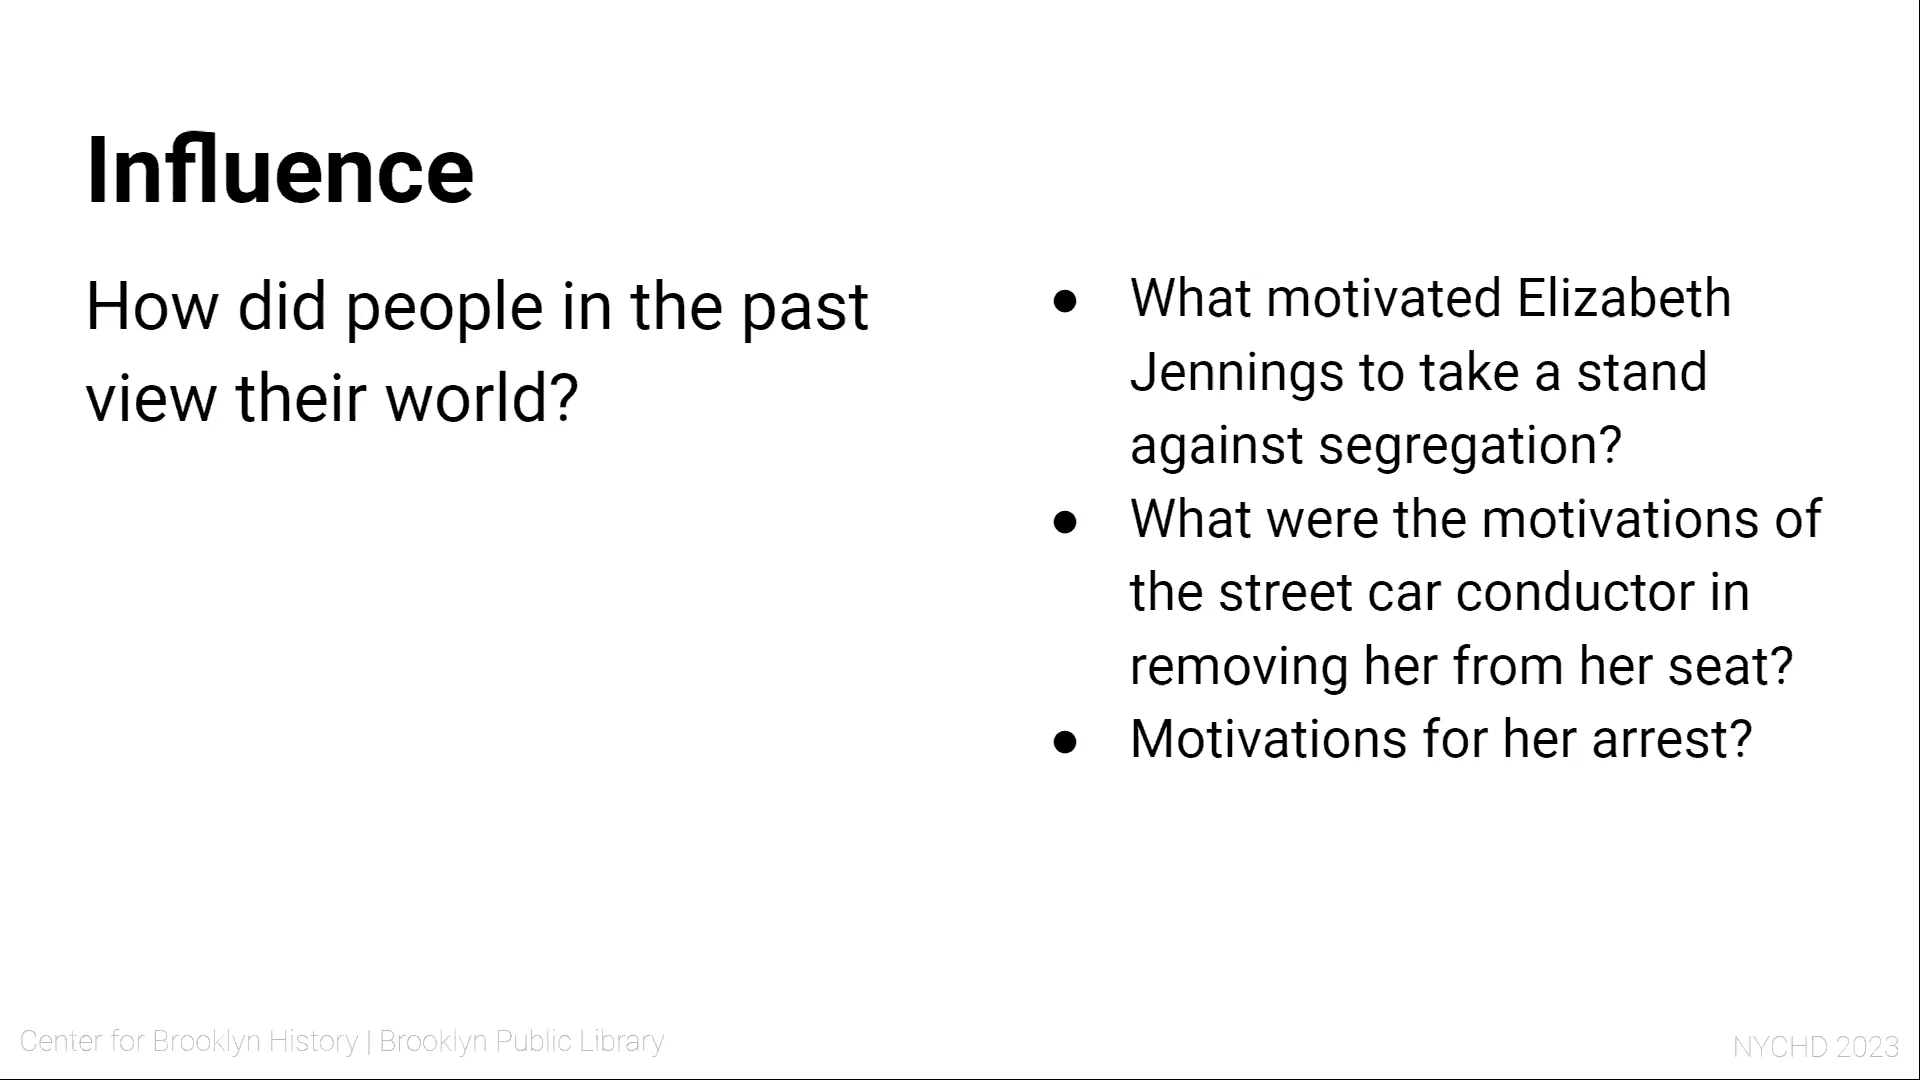 Influence
How did people in the past
view their world?
● What motivated Elizabeth
Jennings to take a stand
against segregation?
● What were the motivations of
the street car conductor in
removing her from her seat?
● Motivations for her arrest?
Center for Brooklyn History | Brooklyn Public Library
NYCHD 2023